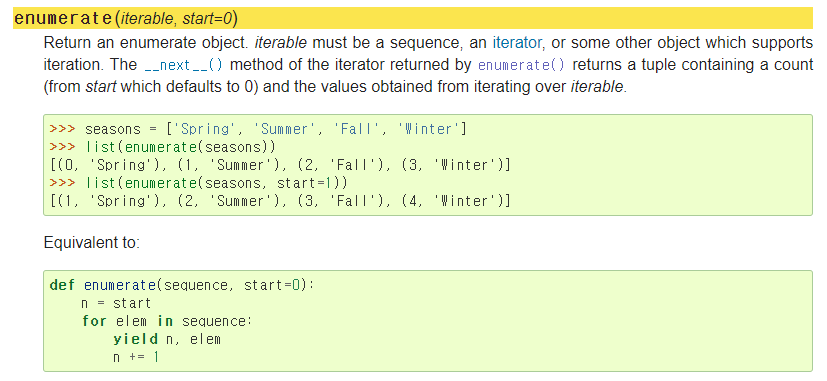 enumerate(iterable, start=0)
Return an enumerate object. iterable must be a sequence, an iterator, or some other object which supports
iteration. The __next__() method of the iterator returned by enumerate() returns a tuple containing a count
(from start which defaults to 0) and the values obtained from iterating over iterable.
>>> seasons = ['Spring', 'Summer', 'Fall', 'Winter']
>>> list(enumerate(seasons))
[(0, 'Spring'), (1, 'Summer'), (2, 'Fall'), (3, 'Winter')]
>>> list(enumerate(seasons, start=1))
[(1, 'Spring'), (2, 'Summer'), (3, 'Fall'), (4, 'Winter')]
Equivalent to:
def enumerate(sequence, start=0):
    n = start
    for elem in sequence:
        yield n, elem
        n += 1